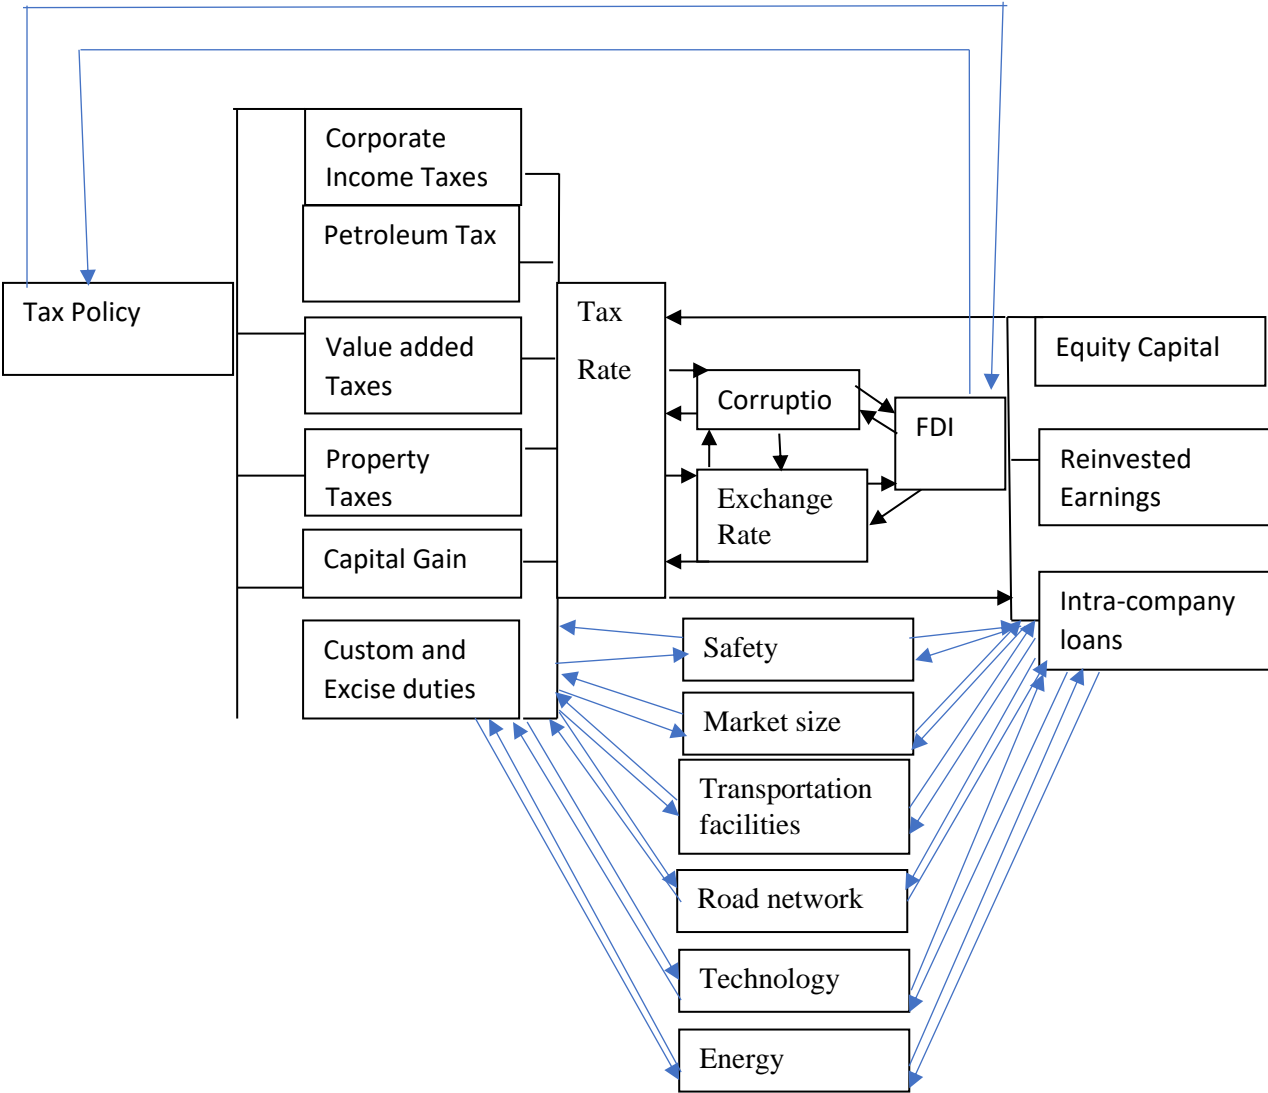 Corporate
Income Taxes
Petroleum Tax
Tax Policy
Value added
Taxes
Property
Taxes
Capital Gain
Custom and
Excise duties
Tax
Rate
Corruptio
Exchange
Rate
FDI
Equity Capital
Reinvested
Earnings
Intra-company
loans
Safety
Market size
Transportation
facilities
Road network
Technology
Energy